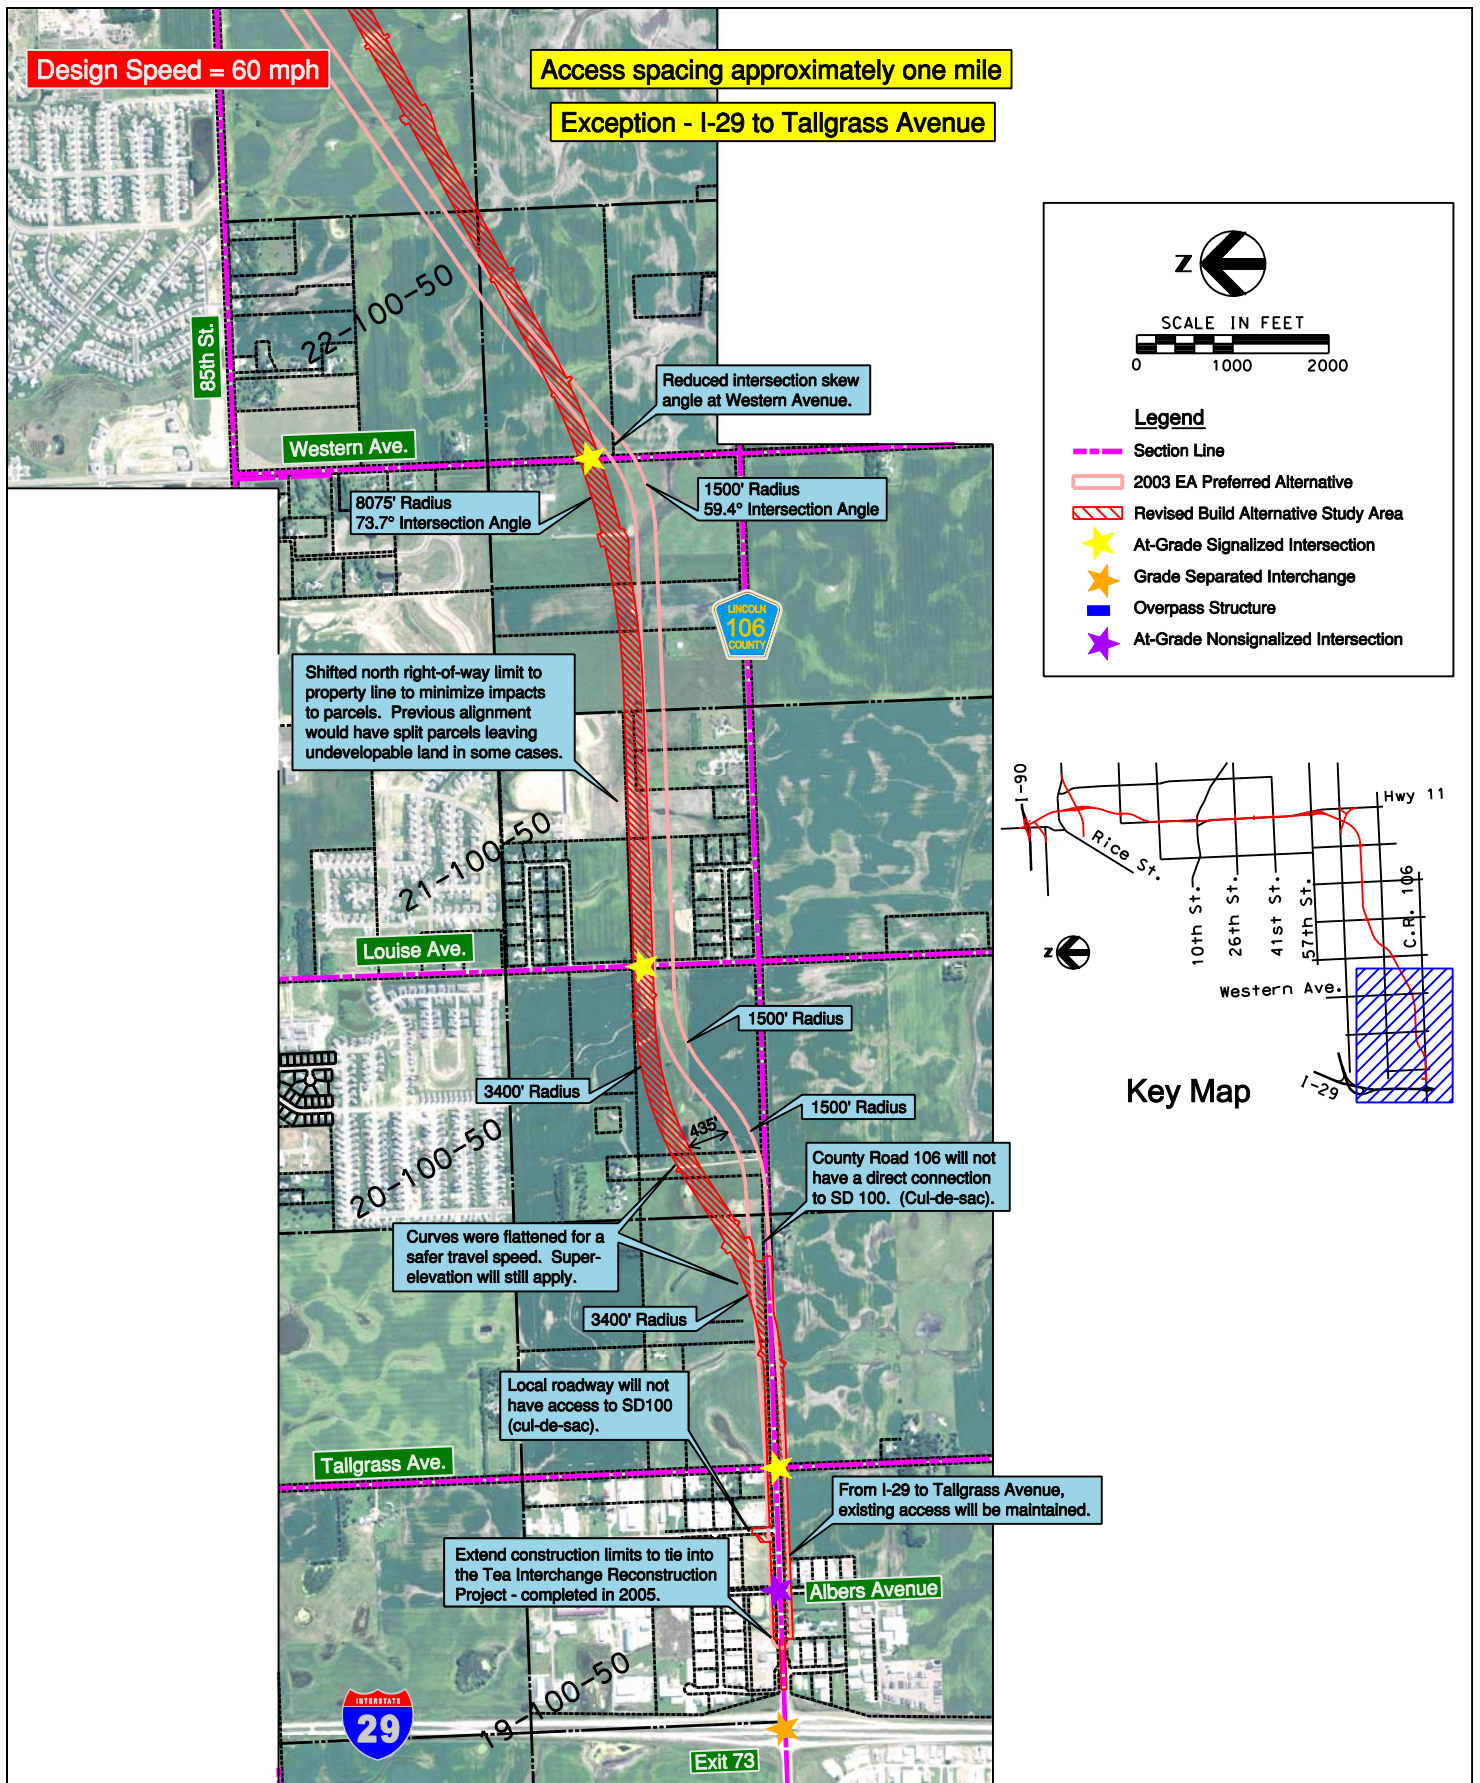 Design Speed = 60 mph
Access spacing approximately one mile
Exception - I-29 to Tallgrass Avenue
Z
SCALE IN FEET
0 1000 2000
Legend
Section Line
2003 EA Preferred Alternative
Revised Build Alternative Study Area
At-Grade Signalized Intersection
Grade Separated Interchange
Overpass Structure
At-Grade Nonsignalized Intersection
22-100-50
85th St.
Reduced intersection skew
angle at Western Avenue.
Western Ave.
8075' Radius
73.7° Intersection Angle
1500' Radius
59.4° Intersection Angle
LINCOLN
106
COUNTY
Shifted north right-of-way limit to
property line to minimize impacts
to parcels. Previous alignment
would have split parcels leaving
undevelopable land in some cases.
21-100-50
Louise Ave.
1500' Radius
3400' Radius
1500' Radius
435'
20-100-50
County Road 106 will not
have a direct connection
to SD 100. (Cul-de-sac).
Curves were flattened for a
safer travel speed. Super-
elevation will still apply.
3400' Radius
Local roadway will not
have access to SD100
(cul-de-sac).
Tallgrass Ave.
From I-29 to Tallgrass Avenue,
existing access will be maintained.
Extend construction limits to tie into
the Tea Interchange Reconstruction
Project - completed in 2005.
Albers Avenue
19-100-50
INTERSTATE
29
Exit 73
I-90
Hwy 11
Rice St.
10th St.
26th St.
41st St.
57th St.
C.R. 106
Z
Western Ave.
I-29
Key Map